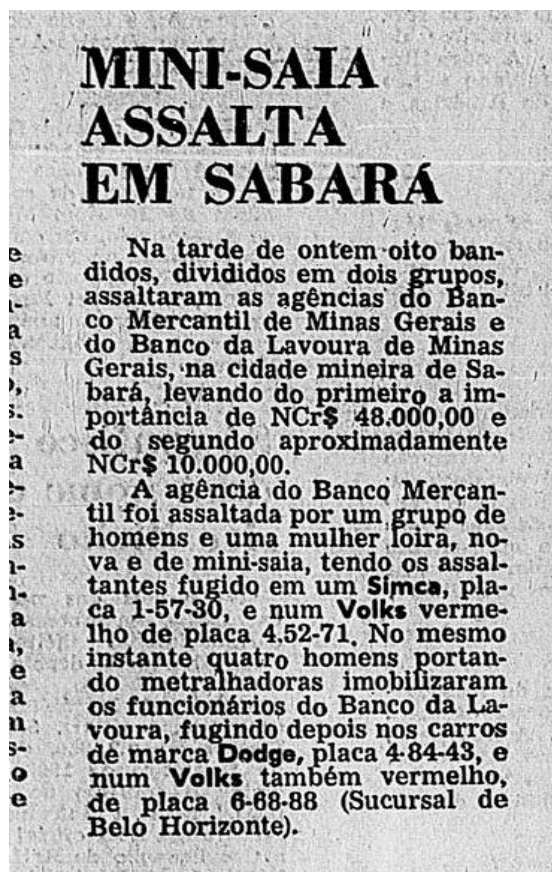 MINI-SAIA
ASSALTA
EM SABARÁ
Na tarde de ontem oito ban-
didos, divididos em dois grupos,
assaltaram as agências do Ban-
co Mercantil de Minas Gerais e
do Banco da Lavoura de Minas
Gerais, na cidade mineira de Sa-
bará, levando do primeiro a im-
portância de NCr$ 48.000,00 e
do segundo aproximadamente
NCr$ 10.000,00.
A agência do Banco Mercan-
til foi assaltada por um grupo de
homens e uma mulher loira, no-
va e de mini-saia, tendo os assal-
tantes fugido em um Simca, pla-
ca 1-57-30, e num Volks verme-
lho de placa 4.52-71. No mesmo
instante quatro homens portan-
do metralhadoras imobilizaram
os funcionários do Banco da La-
voura, fugindo depois nos carros
de marca Dodge, placa 4-84-43, e
num Volks também vermelho,
de placa 6-68-88 (Sucursal de
Belo Horizonte).